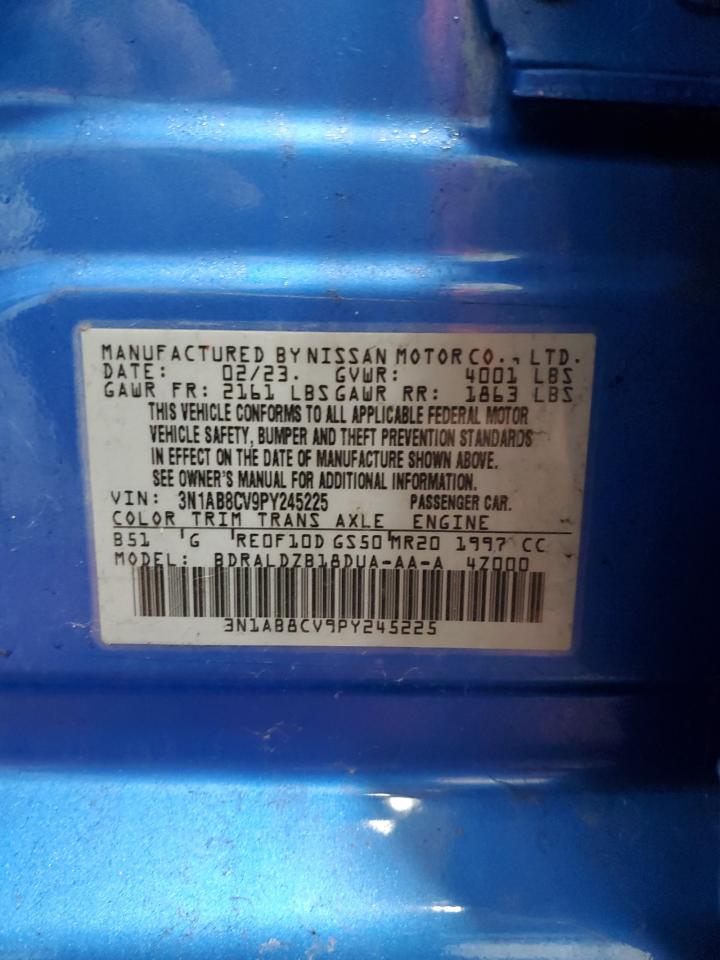 MANUFACTURED BY NISSAN MOTOR CO., LTD.
DATE: 02/23. GVWR: 4001 LBS
GAWR FR: 2161 LBS GAWR RR: 1863 LBS
THIS VEHICLE CONFORMS TO ALL APPLICABLE FEDERAL MOTOR
VEHICLE SAFETY, BUMPER AND THEFT PREVENTION STANDARDS
IN EFFECT ON THE DATE OF MANUFACTURE SHOWN ABOVE.
SEE OWNER'S MANUAL FOR ADDITIONAL INFORMATION.
VIN: 3N1AB8CV9PY245225 PASSENGER CAR.
COLOR TRIM TRANS AXLE ENGINE
B51 'G 'RE0F10D GS50'MR20 1997 CC
MODEL: BDRALDZB18DUA-AA-A 4Z000
3N1AB8CV9PY245225